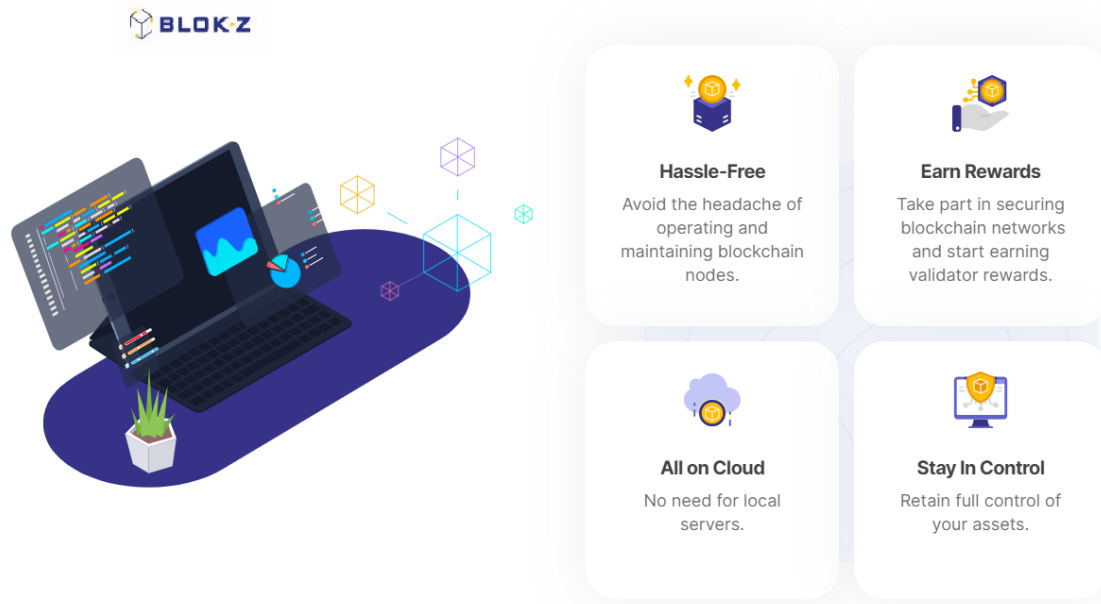 BLOK-Z
Hassle-Free
Avoid the headache of
operating and
maintaining blockchain
nodes.
Earn Rewards
Take part in securing
blockchain networks
and start earning
validator rewards.
All on Cloud
No need for local
servers.
Stay In Control
Retain full control of
your assets.